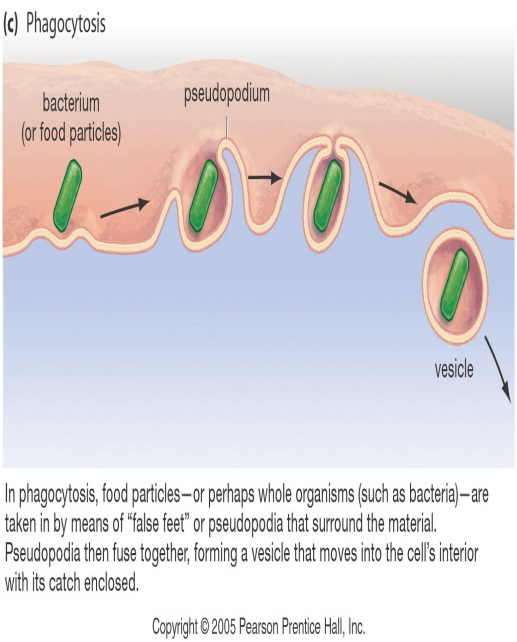 (c) Phagocytosis
bacterium
(or food particles)
pseudopodium
vesicle
In phagocytosis, food particles—or perhaps whole organisms (such as bacteria)—are
taken in by means of “false feet” or pseudopodia that surround the material.
Pseudopodia then fuse together, forming a vesicle that moves into the cell’s interior
with its catch enclosed.
Copyright © 2005 Pearson Prentice Hall, Inc.